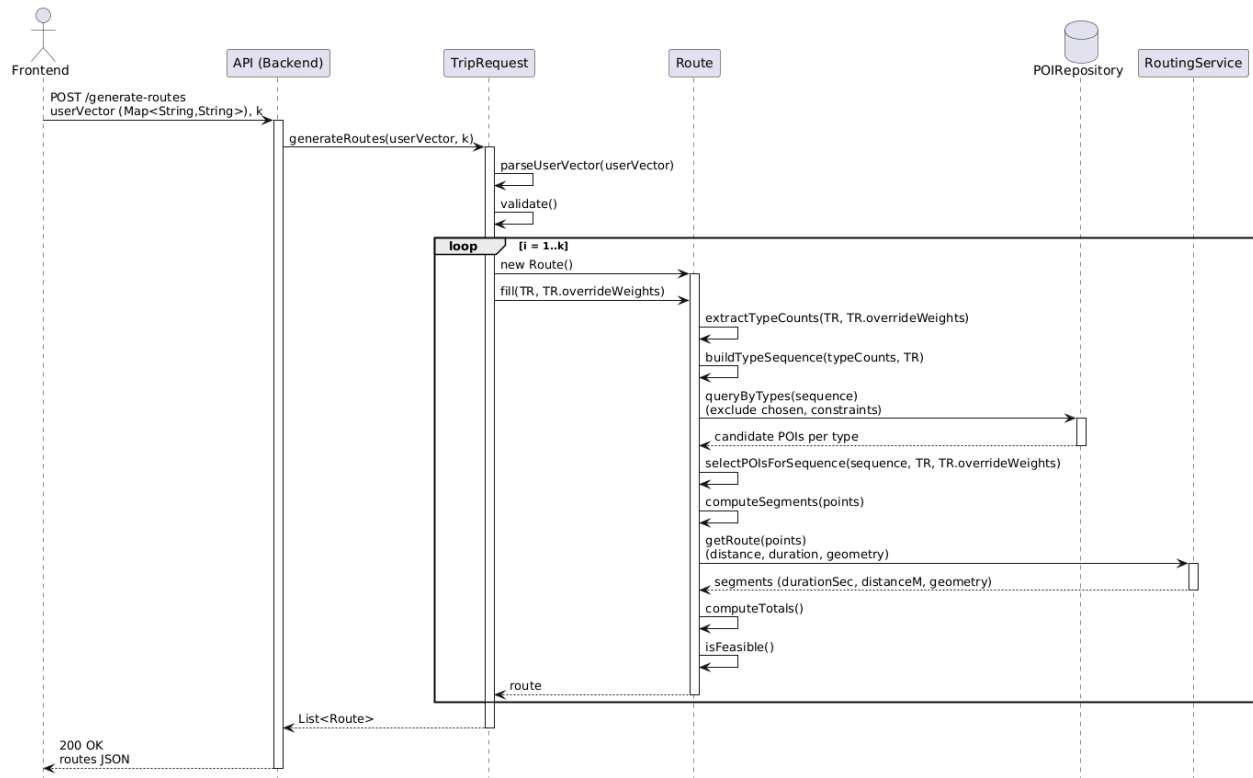 Frontend
API (Backend)
TripRequest
Route
POIRepository
RoutingService
POST /generate-routes
userVector (Map<String,String>), k
generateRoutes(userVector, k)
parseUserVector(userVector)
validate()
loop [i = 1..k]
new Route()
fill(TR, TR.overrideWeights)
extractTypeCounts(TR, TR.overrideWeights)
buildTypeSequence(typeCounts, TR)
queryByTypes(sequence)
(exclude chosen, constraints)
candidate POIs per type
selectPOIsForSequence(sequence, TR, TR.overrideWeights)
computeSegments(points)
getRoute(points)
(distance, duration, geometry)
segments (durationSec, distanceM, geometry)
computeTotals()
isFeasible()
route
List<Route>
200 OK
routes JSON